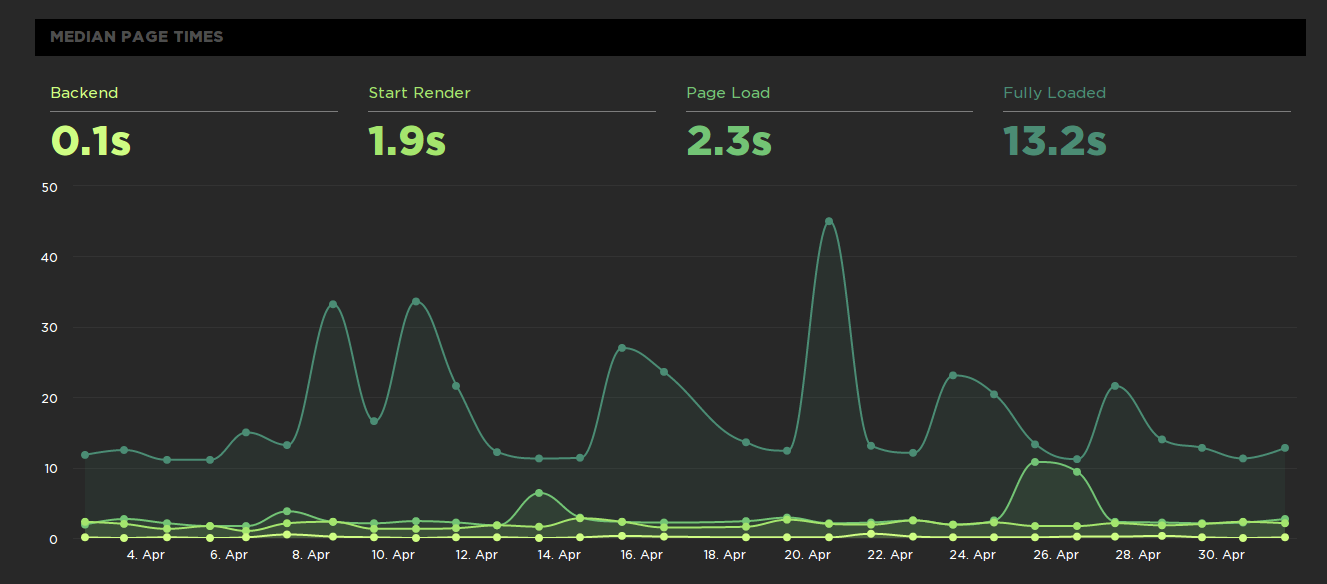 MEDIAN PAGE TIMES
Backend Start Render Page Load Fully Loaded
0.1s 1.9s 2.3s 13.2s
50
40
30
20
10
0
4. Apr 6. Apr 8. Apr 10. Apr 12. Apr 14. Apr 16. Apr 18. Apr 20. Apr 22. Apr 24. Apr 26. Apr 28. Apr 30. Apr